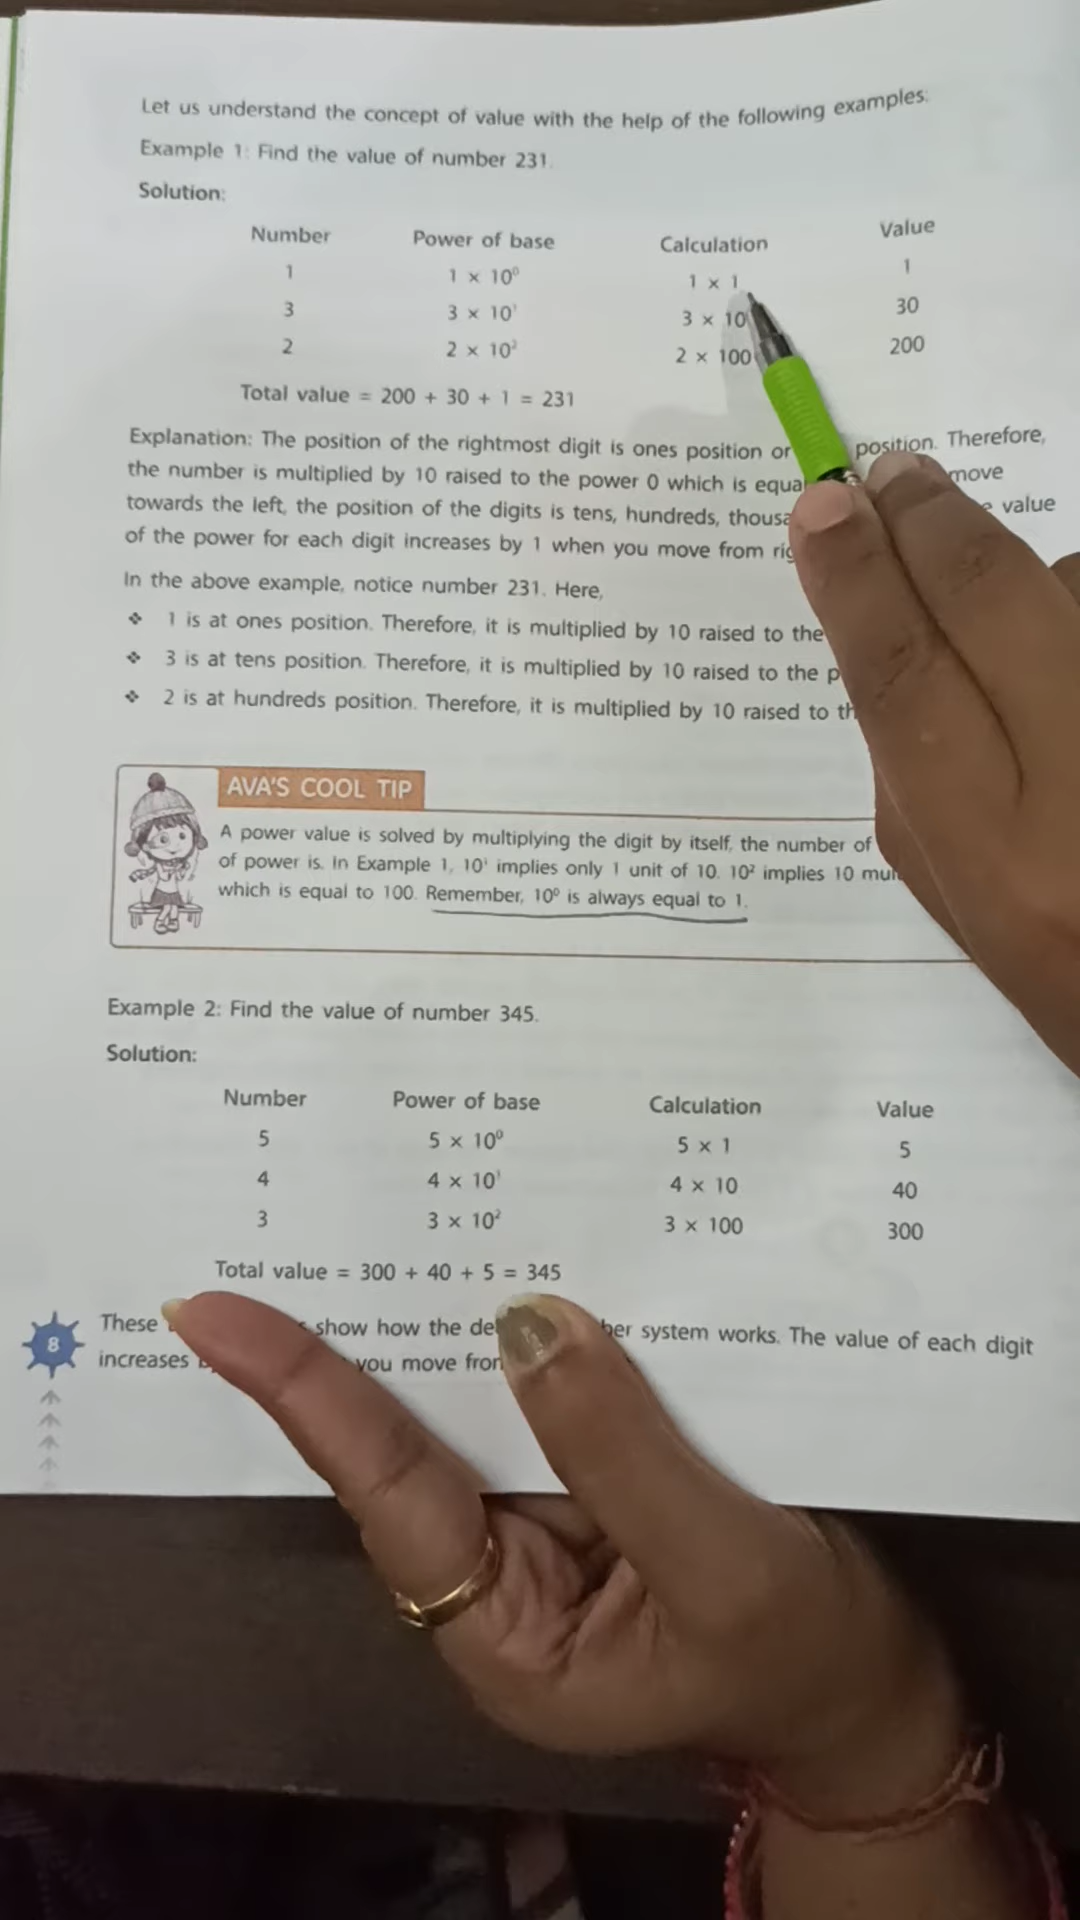 Let us understand the concept of value with the help of the following examples:
Example 1: Find the value of number 231.
Solution:
Number Power of base Calculation Value
1 1 × 10⁰ 1 × 1 1
3 3 × 10¹ 3 × 10 30
2 2 × 10² 2 × 100 200
Total value = 200 + 30 + 1 = 231
Explanation: The position of the rightmost digit is ones position or position. Therefore,
the number is multiplied by 10 raised to the power 0 which is move
towards the left, the position of the digits is tens, hundreds, value
of the power for each digit increases by 1 when you move from
In the above example, notice number 231. Here,
❖ 1 is at ones position. Therefore, it is multiplied by 10 raised to the
❖ 3 is at tens position. Therefore, it is multiplied by 10 raised to the
❖ 2 is at hundreds position. Therefore, it is multiplied by 10 raised to
AVA'S COOL TIP
A power value is solved by multiplying the digit by itself, the number of
of power is. In Example 1, 10¹ implies only 1 unit of 10. 10² implies 10
which is equal to 100. Remember, 10⁰ is always equal to 1.
Example 2: Find the value of number 345.
Solution:
Number Power of base Calculation Value
5 5 × 10⁰ 5 × 1 5
4 4 × 10¹ 4 × 10 40
3 3 × 10² 3 × 100 300
Total value = 300 + 40 + 5 = 345
These show how the system works. The value of each digit
increases you move
8